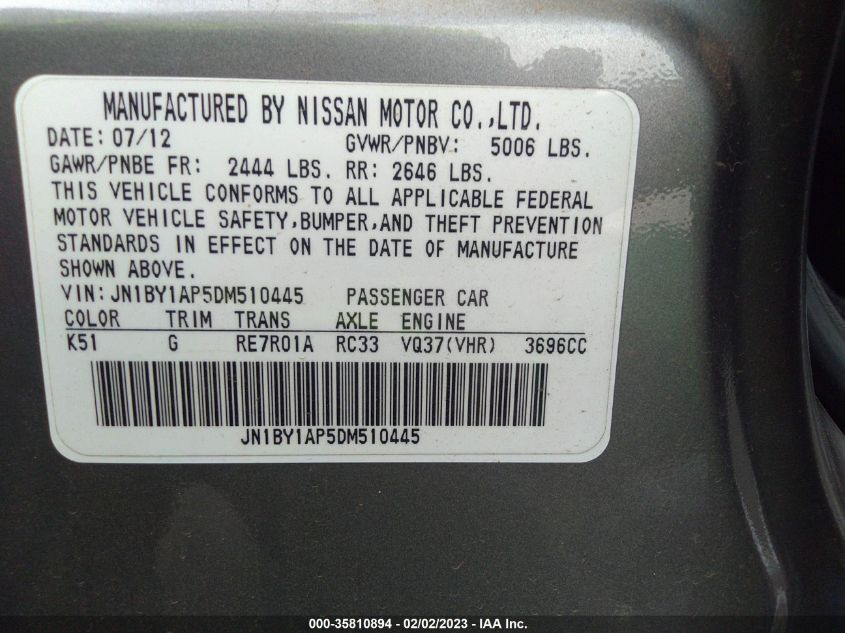 MANUFACTURED BY NISSAN MOTOR CO.,LTD.
DATE: 07/12 GVWR/PNBV: 5006 LBS.
GAWR/PNBE FR: 2444 LBS. RR: 2646 LBS.
THIS VEHICLE CONFORMS TO ALL APPLICABLE FEDERAL
MOTOR VEHICLE SAFETY,BUMPER,AND THEFT PREVENTION
STANDARDS IN EFFECT ON THE DATE OF MANUFACTURE
SHOWN ABOVE.
VIN: JN1BY1AP5DM510445 PASSENGER CAR
COLOR TRIM TRANS AXLE ENGINE
K51 G RE7R01A RC33 VQ37(VHR) 3696CC
JN1BY1AP5DM510445
000-35810894 — 02/02/2023 — © IAA Inc.